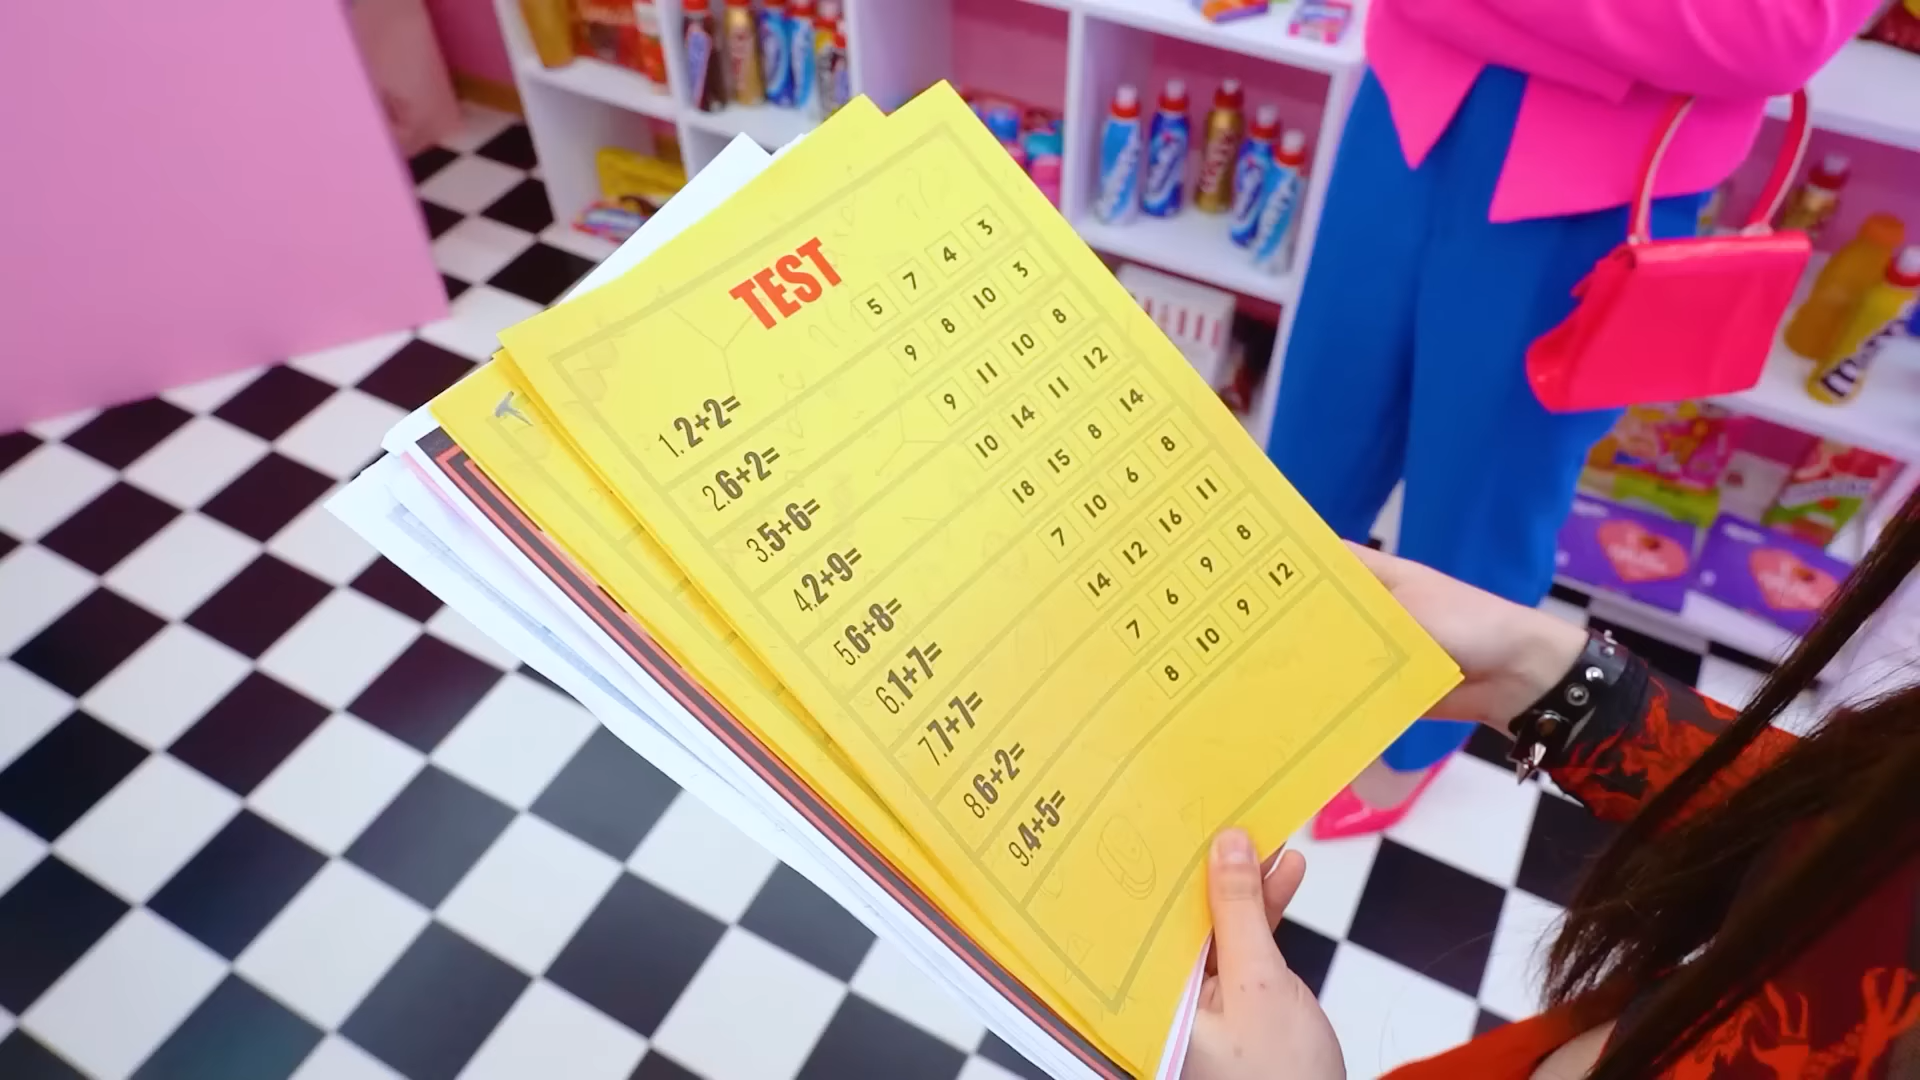 TEST
1. 2+2= 5 7 4 3
2. 6+2= 9 8 10 3
3. 5+6= 9 11 10 8
4. 2+9= 10 14 11 12
5. 6+8= 18 15 8 14
6. 1+7= 7 10 6 8
7. 7+7= 14 12 16 11
8. 6+2= 7 6 9 8
9. 4+5= 8 10 9 12